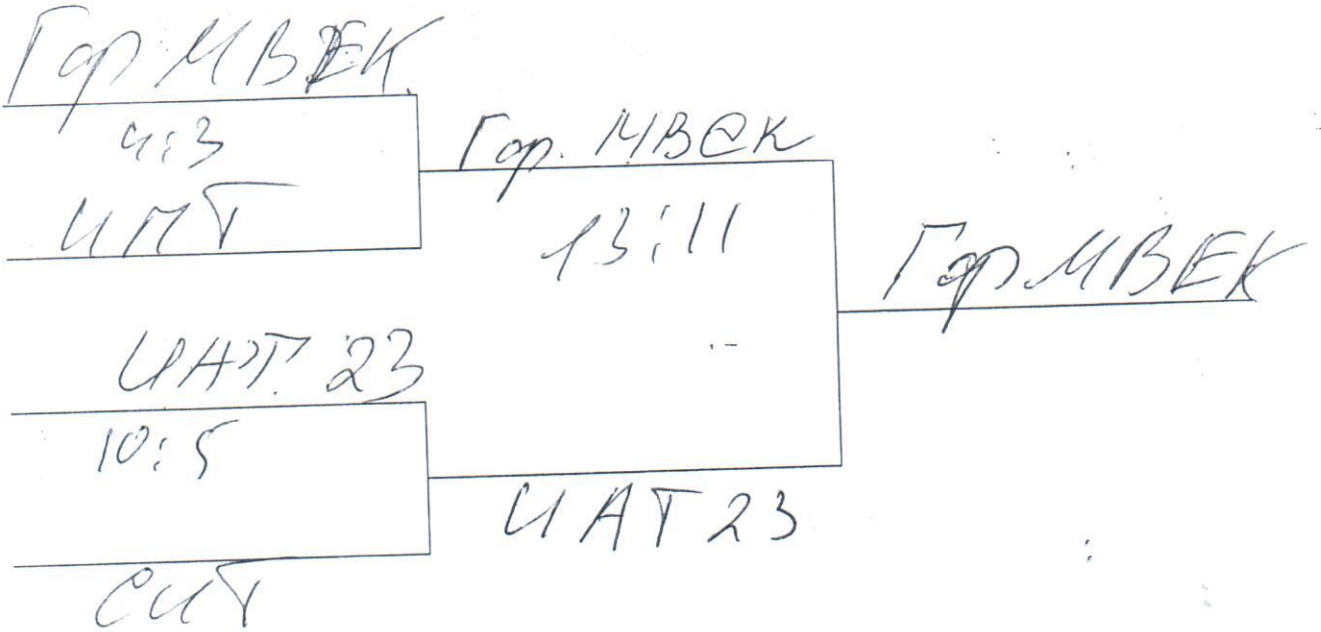 Гор МВЕК
4:3
ИПТ
Гор. МВЕК
13:11
Гор МВЕК
ИАТ 23
10:5
СИТ
ИАТ 23